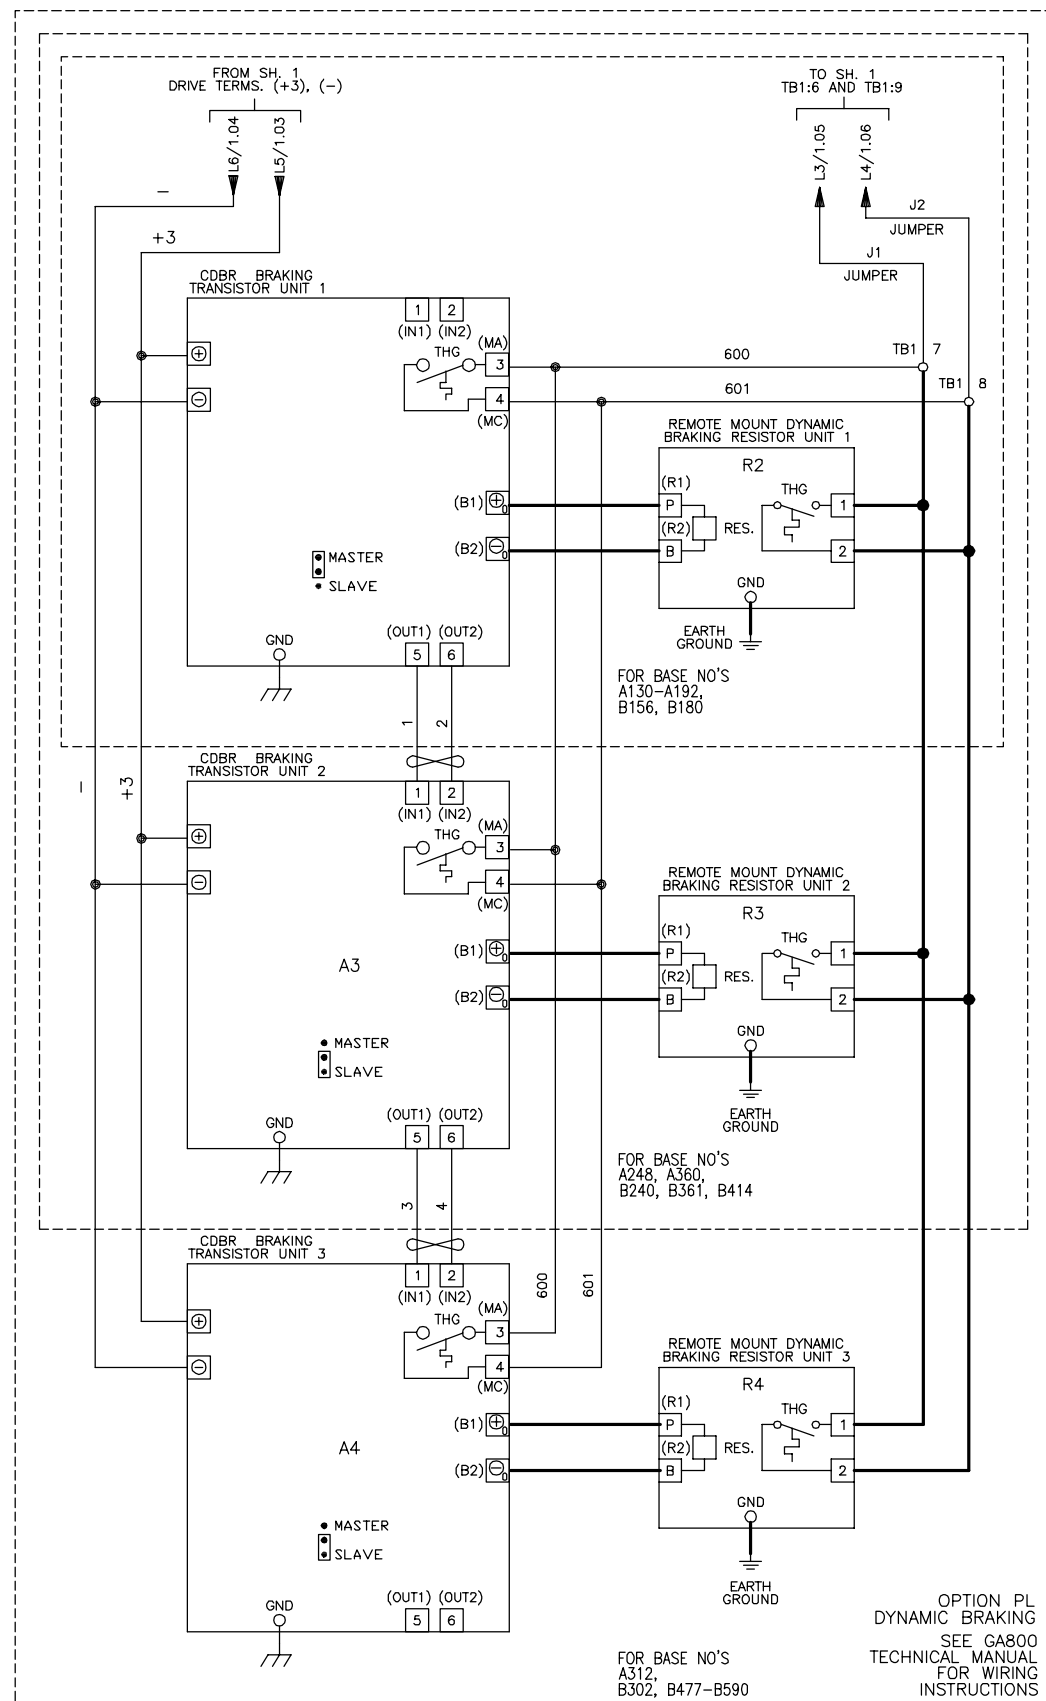 FROM SH. 1
DRIVE TERMS. (+3), (−)
L6/1.04
L5/1.03
TO SH. 1
TB1:6 AND TB1:9
L3/1.05
L4/1.06
−
+3
J2
JUMPER
J1
JUMPER
CDBR BRAKING
TRANSISTOR UNIT 1
1 2
(IN1) (IN2)
(MA)
THG
3
4
(MC)
+
−
600
601
TB1 7
TB1 8
REMOTE MOUNT DYNAMIC
BRAKING RESISTOR UNIT 1
R2
(R1)
P
(R2)
B
RES.
THG
1
2
GND
EARTH
GROUND
(B1) + 0
(B2) − 0
MASTER
SLAVE
GND
(OUT1) (OUT2)
5 6
FOR BASE NO'S
A130−A192,
B156, B180
1
2
−
+3
CDBR BRAKING
TRANSISTOR UNIT 2
1 2
(IN1) (IN2)
(MA)
THG
3
4
(MC)
+
−
REMOTE MOUNT DYNAMIC
BRAKING RESISTOR UNIT 2
R3
(R1)
P
(R2)
B
RES.
THG
1
2
GND
EARTH
GROUND
(B1) + 0
(B2) − 0
A3
MASTER
SLAVE
GND
(OUT1) (OUT2)
5 6
FOR BASE NO'S
A248, A360,
B240, B361, B414
3
4
CDBR BRAKING
TRANSISTOR UNIT 3
1 2
(IN1) (IN2)
(MA)
THG
3
4
(MC)
+
−
600
601
REMOTE MOUNT DYNAMIC
BRAKING RESISTOR UNIT 3
R4
(R1)
P
(R2)
B
RES.
THG
1
2
GND
EARTH
GROUND
(B1) + 0
(B2) − 0
A4
MASTER
SLAVE
GND
(OUT1) (OUT2)
5 6
FOR BASE NO'S
A312,
B302, B477−B590
OPTION PL
DYNAMIC BRAKING
SEE GA800
TECHNICAL MANUAL
FOR WIRING
INSTRUCTIONS